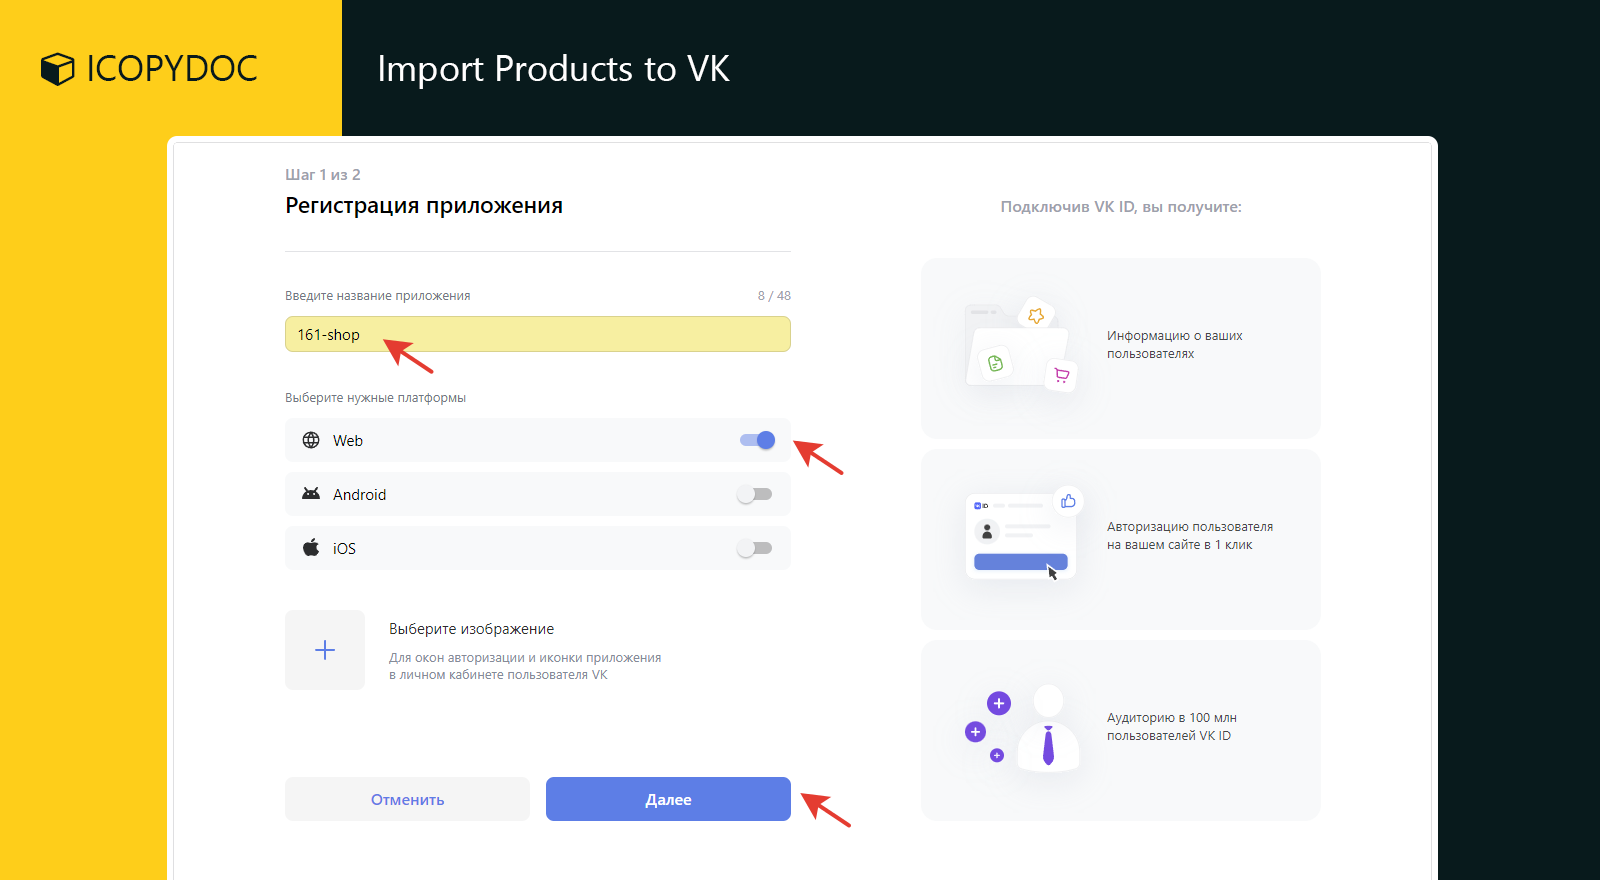 ICOPYDOC
Import Products to VK
Шаг 1 из 2
Регистрация приложения
Введите название приложения
8 / 48
161-shop
Выберите нужные платформы
Web
Android
iOS
Выберите изображение
Для окон авторизации и иконки приложения
в личном кабинете пользователя VK
Отменить
Далее
Подключив VK ID, вы получите:
Информацию о ваших
пользователях
ID
Авторизацию пользователя
на вашем сайте в 1 клик
Аудиторию в 100 млн
пользователей VK ID